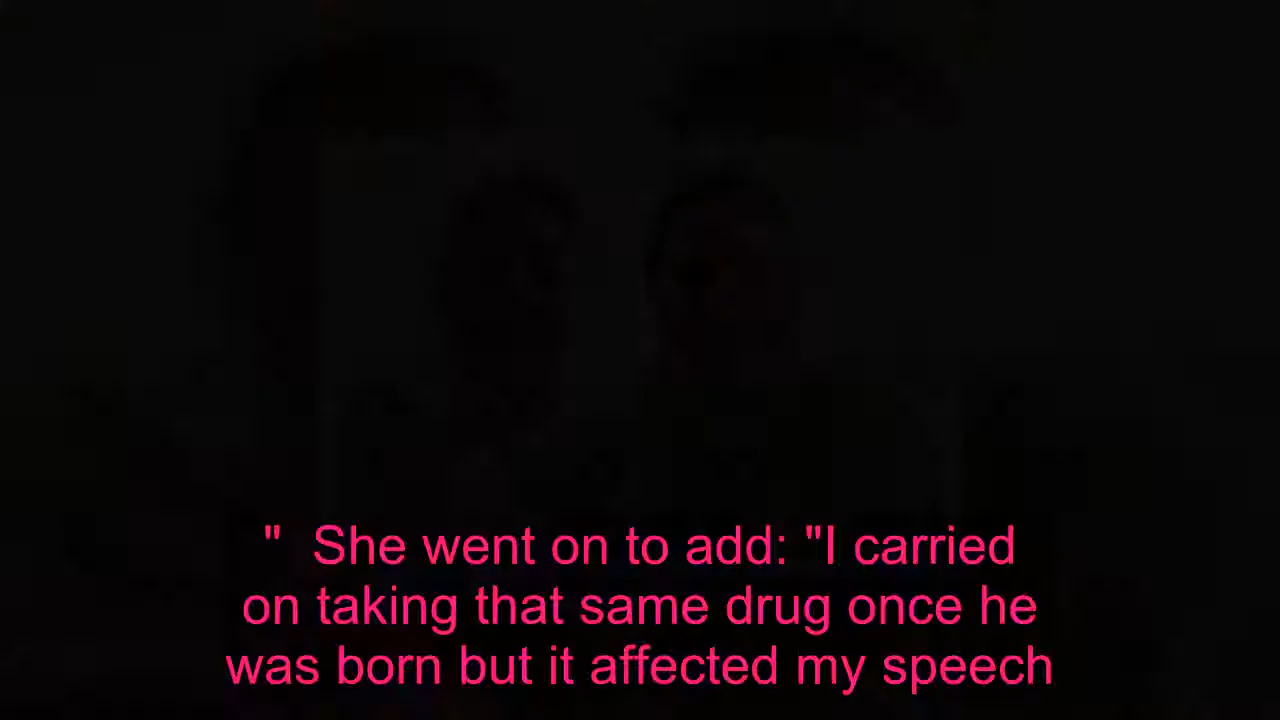 "  She went on to add: "I carried
on taking that same drug once he
was born but it affected my speech